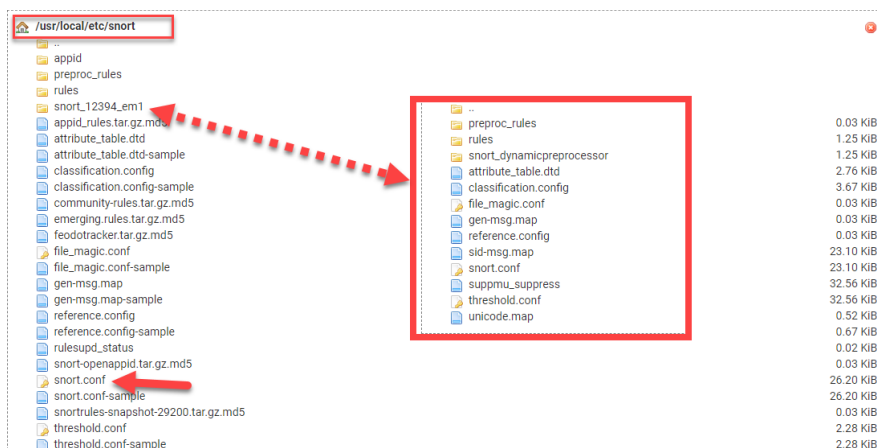 /usr/local/etc/snort
..
appid
preproc_rules
rules
snort_12394_em1
appid_rules.tar.gz.md5
attribute_table.dtd
attribute_table.dtd-sample
classification.config
classification.config-sample
community-rules.tar.gz.md5
emerging.rules.tar.gz.md5
feodotracker.tar.gz.md5
file_magic.conf
file_magic.conf-sample
gen-msg.map
gen-msg.map-sample
reference.config
reference.config-sample
rulesupd_status
snort-openappid.tar.gz.md5
snort.conf
snort.conf-sample
snortrules-snapshot-29200.tar.gz.md5
threshold.conf
threshold.conf-sample
..
preproc_rules
rules
snort_dynamicpreprocessor
attribute_table.dtd
classification.config
file_magic.conf
gen-msg.map
reference.config
sid-msg.map
snort.conf
suppmu_suppress
threshold.conf
unicode.map
0.03 KiB
1.25 KiB
1.25 KiB
2.76 KiB
3.67 KiB
0.03 KiB
0.03 KiB
0.03 KiB
23.10 KiB
23.10 KiB
32.56 KiB
32.56 KiB
0.52 KiB
0.67 KiB
0.02 KiB
0.03 KiB
26.20 KiB
26.20 KiB
0.03 KiB
2.28 KiB
2.28 KiB